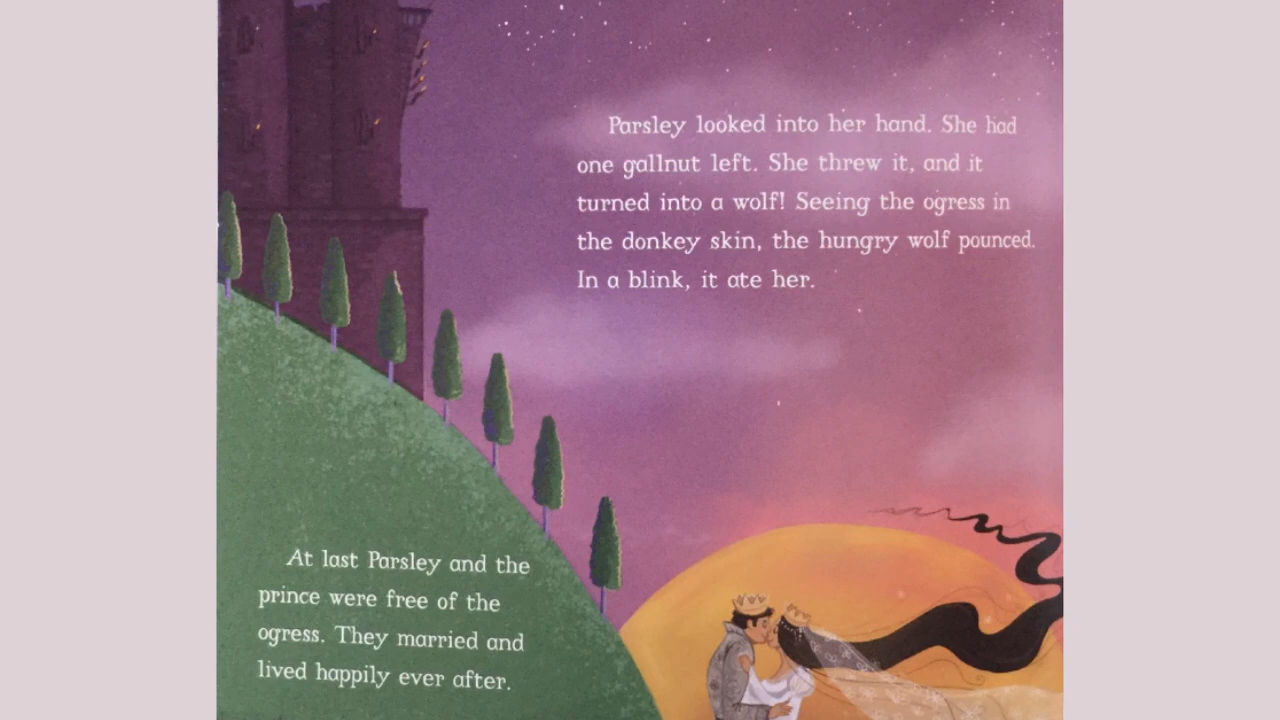 Parsley looked into her hand. She had
one gallnut left. She threw it, and it
turned into a wolf! Seeing the ogress in
the donkey skin, the hungry wolf pounced.
In a blink, it ate her.
At last Parsley and the
prince were free of the
ogress. They married and
lived happily ever after.